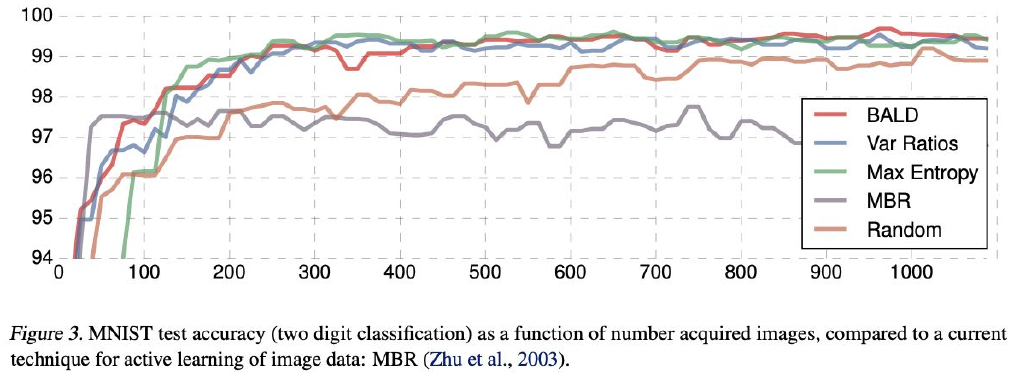 100
99
98
97
96
95
94
0 100 200 300 400 500 600 700 800 900 1000
BALD
Var Ratios
Max Entropy
MBR
Random
Figure 3. MNIST test accuracy (two digit classification) as a function of number acquired images, compared to a current
technique for active learning of image data: MBR (Zhu et al., 2003).